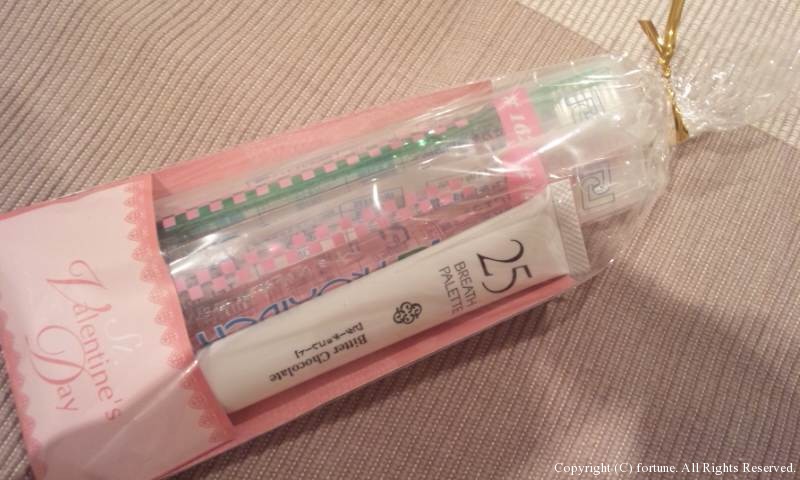 St
Valentine's
Day
25
BREATH
PALETTE
Bitter Chocolate
[ビターチョコレート]
Copyright (C) fortune. All Rights Reserved.